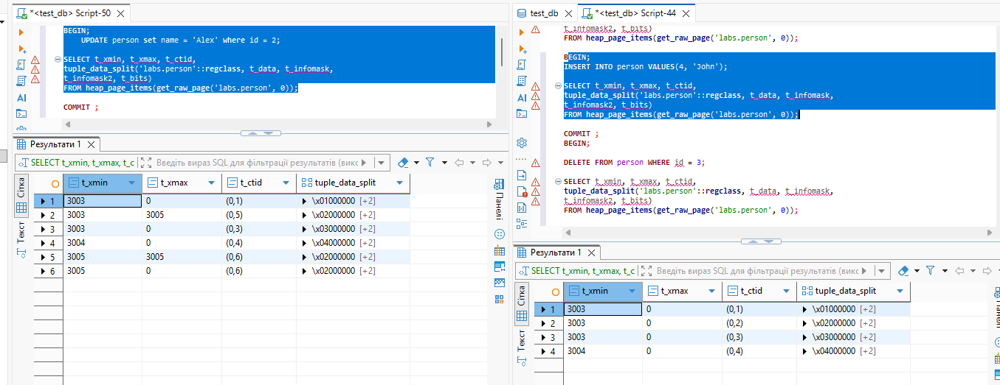 *<test_db> Script-50
BEGIN;
UPDATE person set name = 'Alex' where id = 2;
SELECT t_xmin, t_xmax, t_ctid,
tuple_data_split('labs.person'::regclass, t_data, t_infomask,
t_infomask2, t_bits)
FROM heap_page_items(get_raw_page('labs.person', 0));
COMMIT ;
AI
Результати 1
SELECT t_xmin, t_xmax, t_c
Введіть вираз SQL для фільтрації результатів (викс
Сітка
Текст
Панелі
t_xmin t_xmax t_ctid tuple_data_split
1 3003 0 (0,1) \x01000000 [+2]
2 3003 3005 (0,5) \x02000000 [+2]
3 3003 0 (0,3) \x03000000 [+2]
4 3004 0 (0,4) \x04000000 [+2]
5 3005 3005 (0,6) \x02000000 [+2]
6 3005 0 (0,6) \x02000000 [+2]
test_db
*<test_db> Script-44
t_infomask2, t_bits)
FROM heap_page_items(get_raw_page('labs.person', 0));
BEGIN;
INSERT INTO person VALUES(4, 'John');
SELECT t_xmin, t_xmax, t_ctid,
tuple_data_split('labs.person'::regclass, t_data, t_infomask,
t_infomask2, t_bits)
FROM heap_page_items(get_raw_page('labs.person', 0));
COMMIT ;
BEGIN;
DELETE FROM person WHERE id = 3;
SELECT t_xmin, t_xmax, t_ctid,
tuple_data_split('labs.person'::regclass, t_data, t_infomask,
t_infomask2, t_bits)
FROM heap_page_items(get_raw_page('labs.person', 0));
AI
Результати 1
SELECT t_xmin, t_xmax, t_c
Введіть вираз SQL для фільтрації результатів (викс
Сітка
Текст
t_xmin t_xmax t_ctid tuple_data_split
1 3003 0 (0,1) \x01000000 [+2]
2 3003 0 (0,2) \x02000000 [+2]
3 3003 0 (0,3) \x03000000 [+2]
4 3004 0 (0,4) \x04000000 [+2]